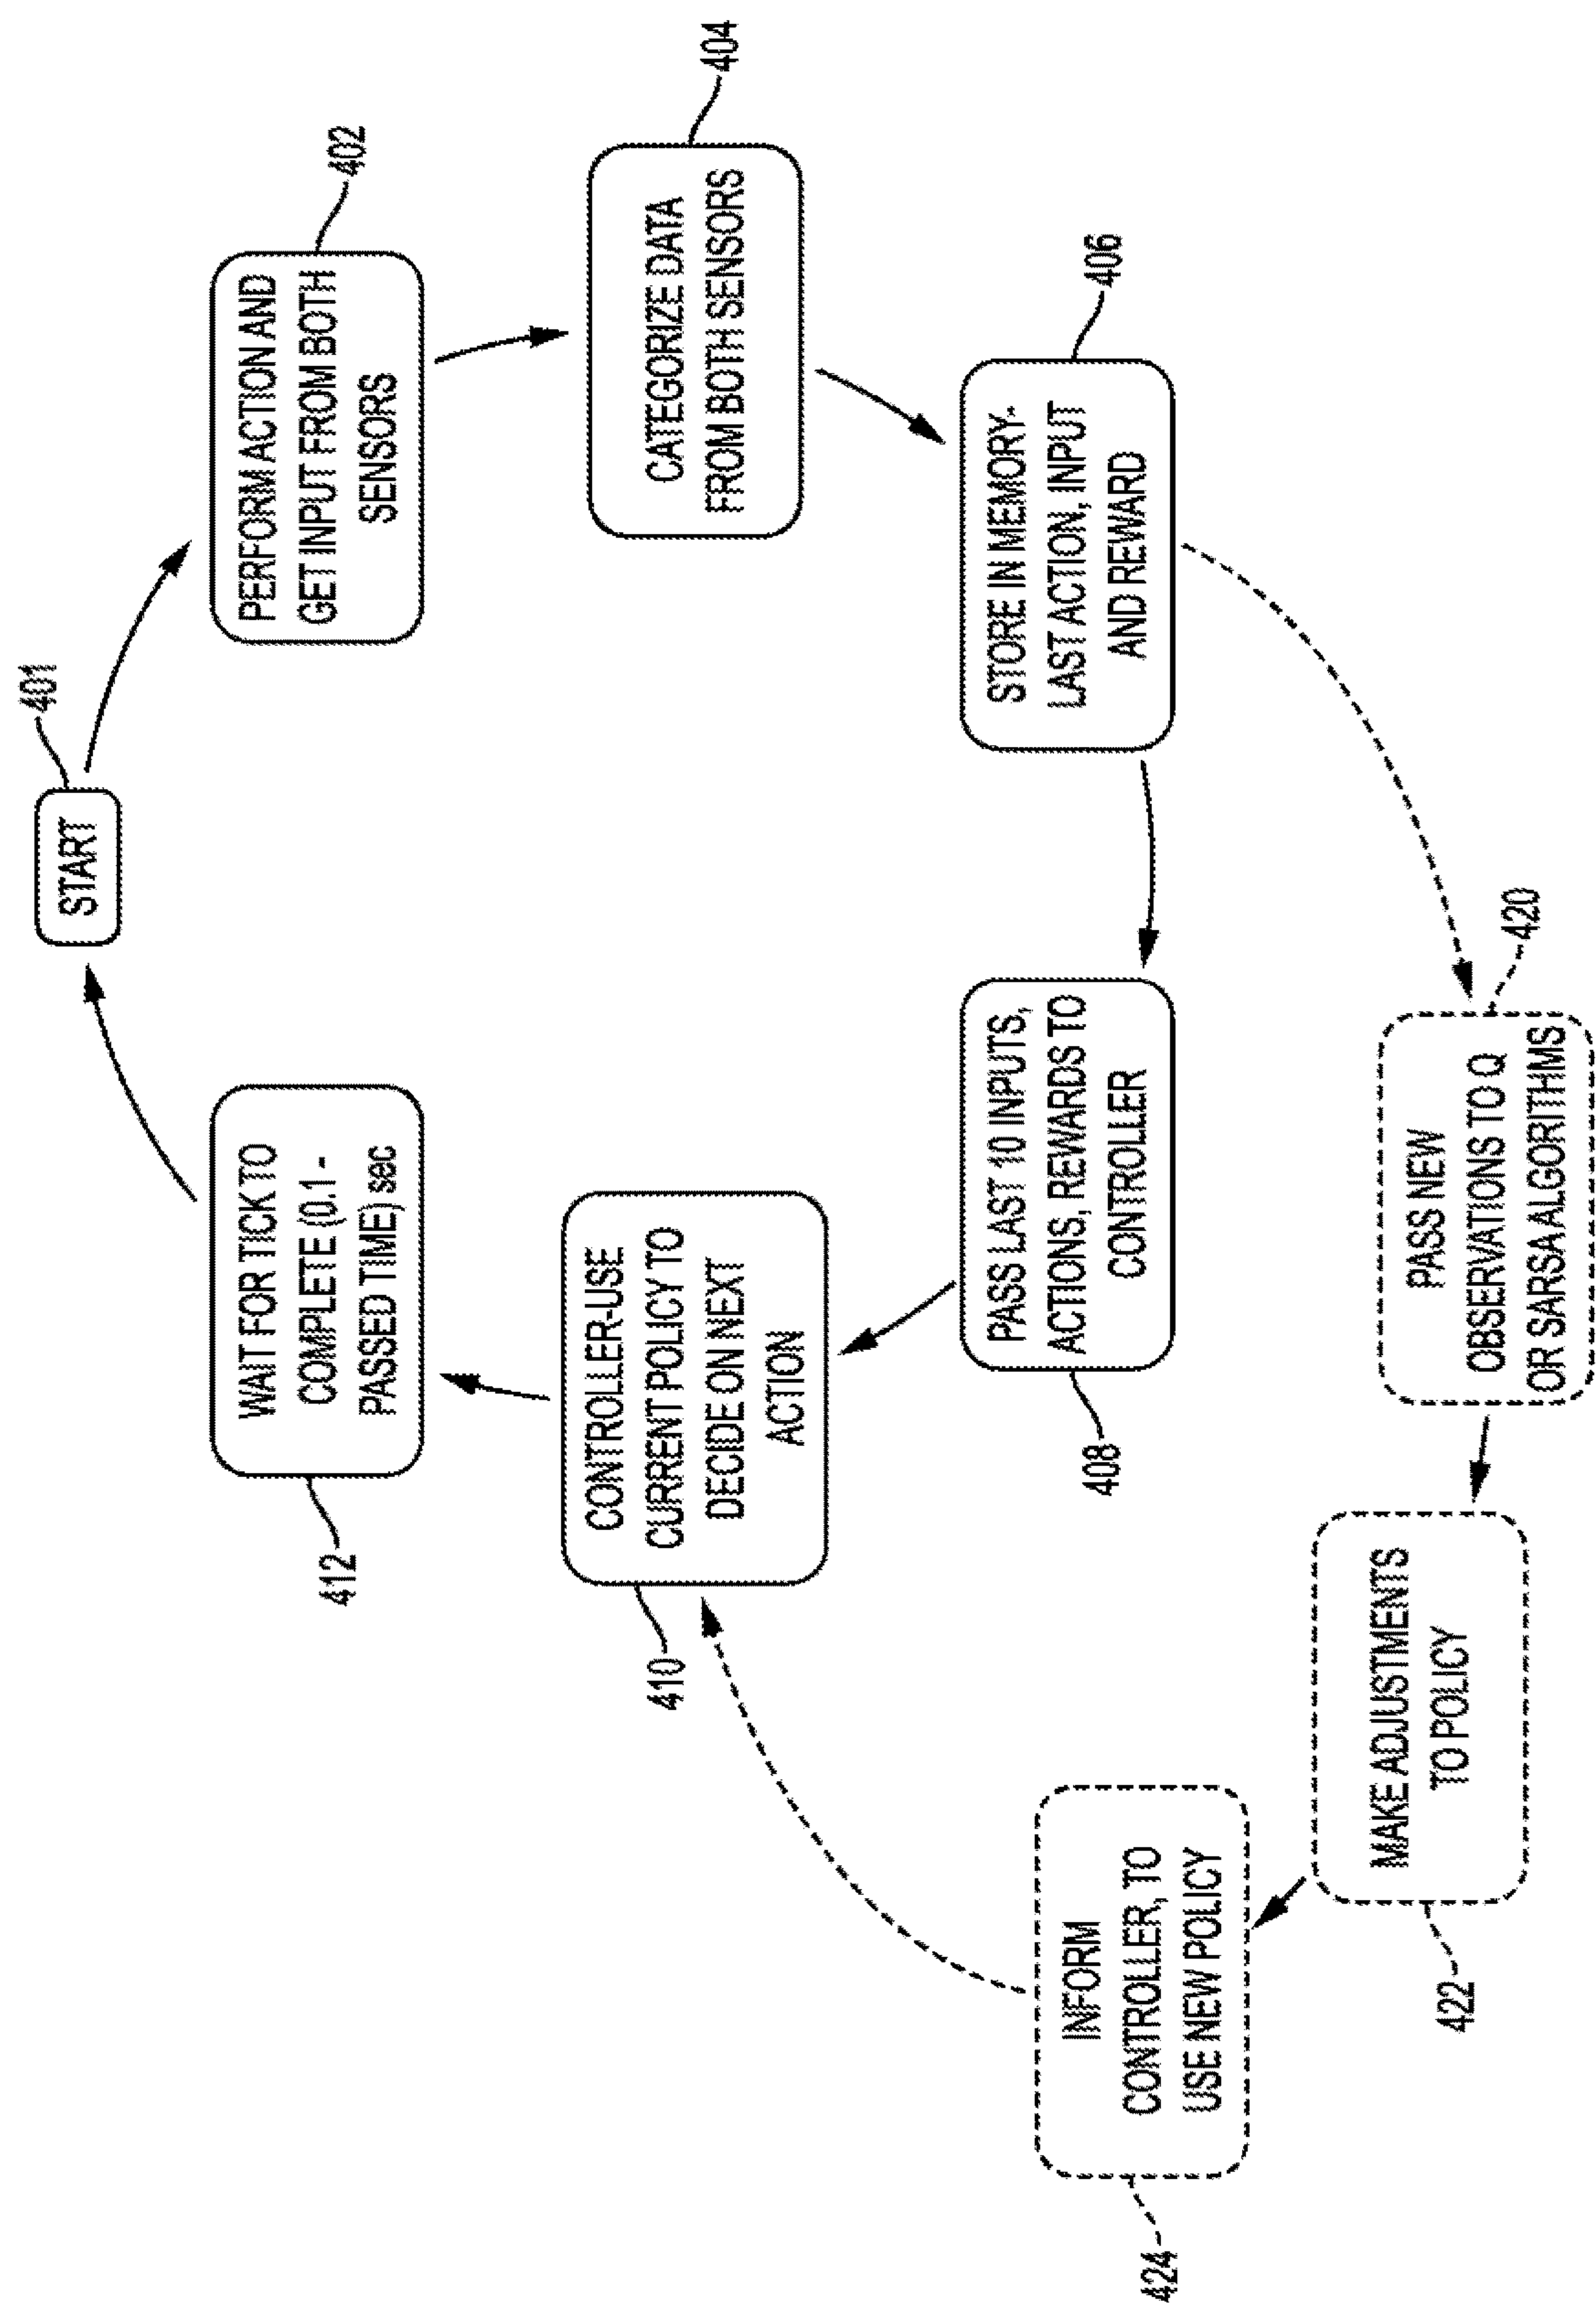 START
401
PERFORM ACTION AND
GET INPUT FROM BOTH
SENSORS
402
CATEGORIZE DATA
FROM BOTH SENSORS
404
STORE IN MEMORY-
LAST ACTION, INPUT
AND REWARD
406
PASS LAST 10 INPUTS,
ACTIONS, REWARDS TO
CONTROLLER
408
CONTROLLER-USE
CURRENT POLICY TO
DECIDE ON NEXT
ACTION
410
WAIT FOR TICK TO
COMPLETE (0.1 -
PASSED TIME) sec
412
PASS NEW
OBSERVATIONS TO Q
OR SARSA ALGORITHMS
420
MAKE ADJUSTMENTS
TO POLICY
422
INFORM
CONTROLLER, TO
USE NEW POLICY
424